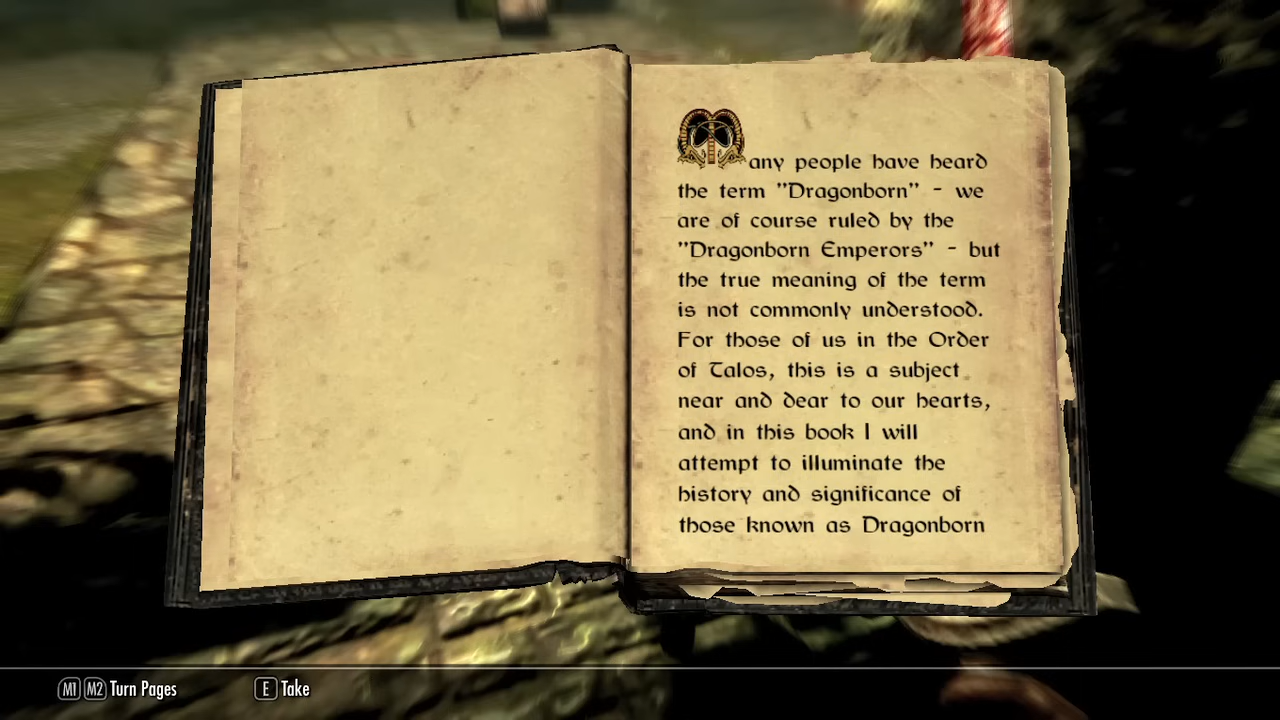 Many people have heard
the term "Dragonborn" - we
are of course ruled by the
"Dragonborn Emperors" - but
the true meaning of the term
is not commonly understood.
For those of us in the Order
of Talos, this is a subject
near and dear to our hearts,
and in this book I will
attempt to illuminate the
history and significance of
those known as Dragonborn
M1 M2 Turn Pages
E Take